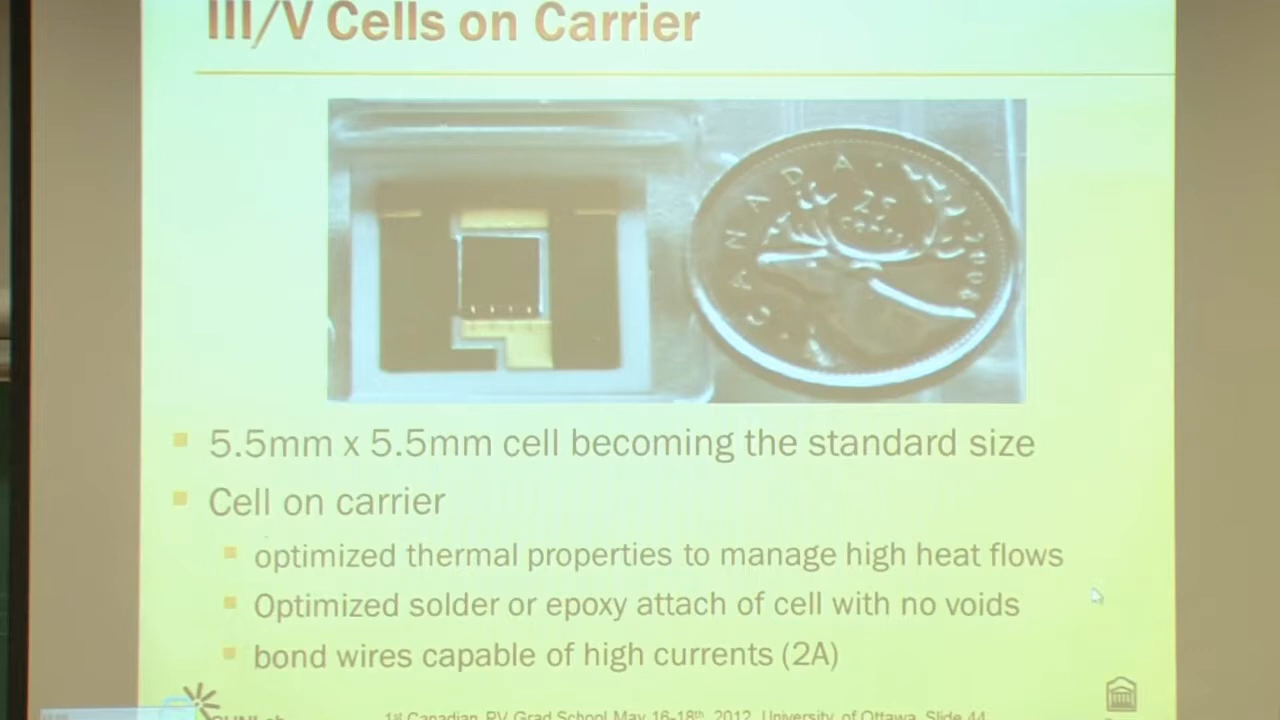 III/V Cells on Carrier
CANADA
25
cents
5.5mm x 5.5mm cell becoming the standard size
Cell on carrier
optimized thermal properties to manage high heat flows
Optimized solder or epoxy attach of cell with no voids
bond wires capable of high currents (2A)
1st Canadian PV Grad School May 16-18th, 2012, University of Ottawa, Slide 44